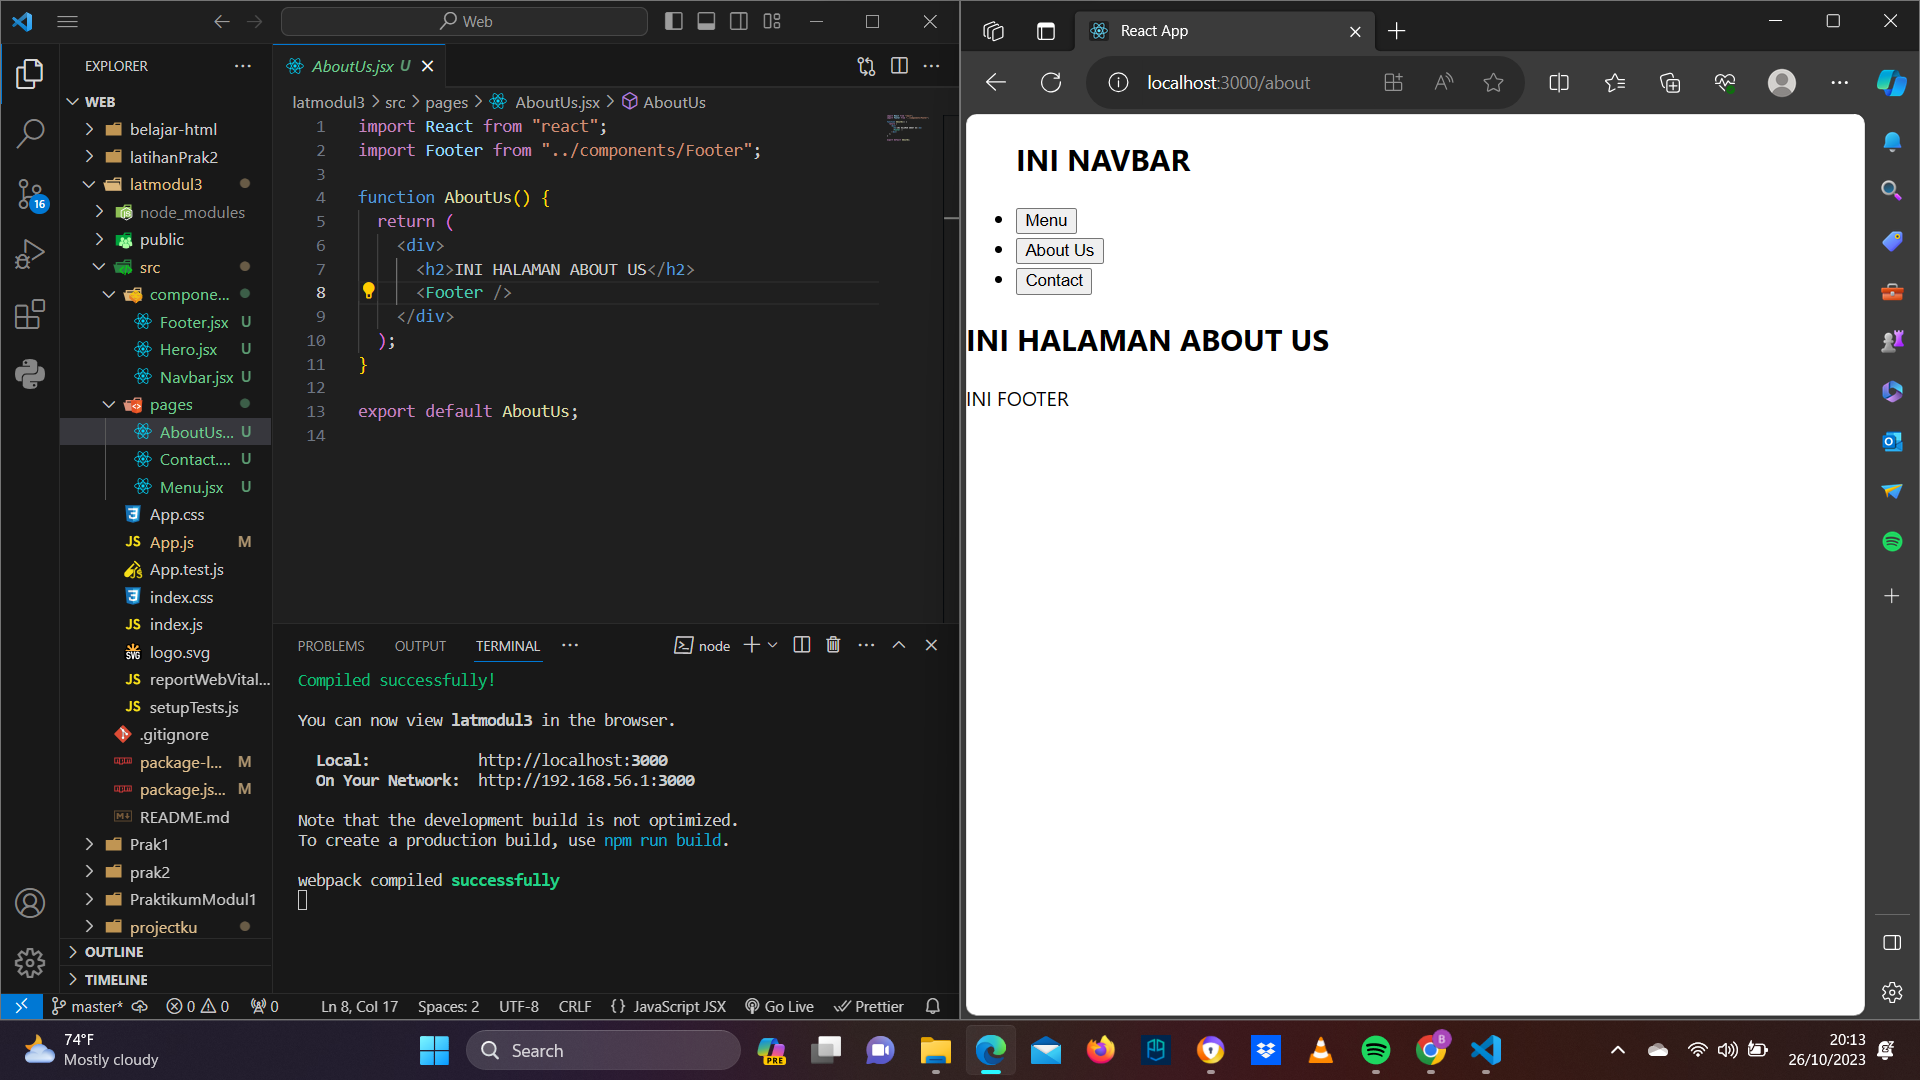 Web
EXPLORER
WEB
belajar-html
latihanPrak2
latmodul3
node_modules
public
src
compone...
Footer.jsx U
Hero.jsx U
Navbar.jsx U
pages
AboutUs... U
Contact.... U
Menu.jsx U
App.css
JS App.js M
App.test.js
index.css
JS index.js
SVG logo.svg
JS reportWebVital...
JS setupTests.js
.gitignore
package-l... M
package.js... M
README.md
Prak1
prak2
PraktikumModul1
projectku
OUTLINE
TIMELINE
16
AboutUs.jsx U
latmodul3 > src > pages > AboutUs.jsx > AboutUs
1 import React from "react";
2 import Footer from "../components/Footer";
3
4 function AboutUs() {
5 return (
6 <div>
7 <h2>INI HALAMAN ABOUT US</h2>
8 <Footer />
9 </div>
10 );
11 }
12
13 export default AboutUs;
14
PROBLEMS OUTPUT TERMINAL node
Compiled successfully!
You can now view latmodul3 in the browser.
Local: http://localhost:3000
On Your Network: http://192.168.56.1:3000
Note that the development build is not optimized.
To create a production build, use npm run build.
webpack compiled successfully
master* 0 0 0 Ln 8, Col 17 Spaces: 2 UTF-8 CRLF {} JavaScript JSX Go Live Prettier
React App
localhost:3000/about
INI NAVBAR
Menu
About Us
Contact
INI HALAMAN ABOUT US
INI FOOTER
74°F
Mostly cloudy
Search
PRE
B
20:13
26/10/2023